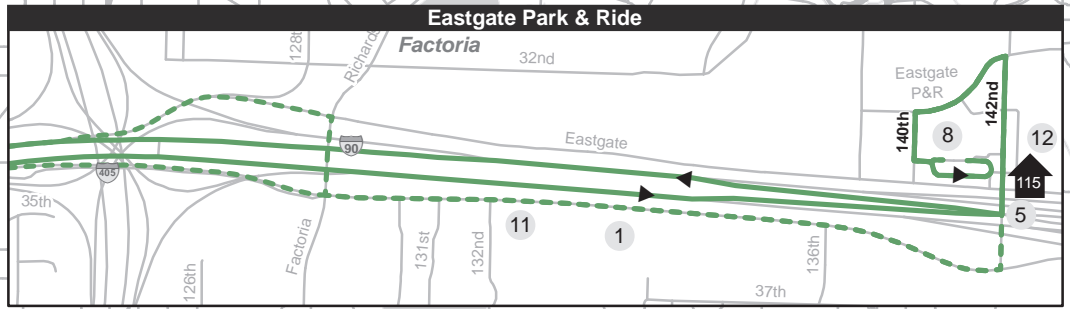 Eastgate Park & Ride
128t
Richards
Factoria
32nd
Eastgate
P&R
140th
142nd
8
12
90
Eastgate
405
115
35th
5
11
1
Factoria
131st
132nd
136th
126th
37th